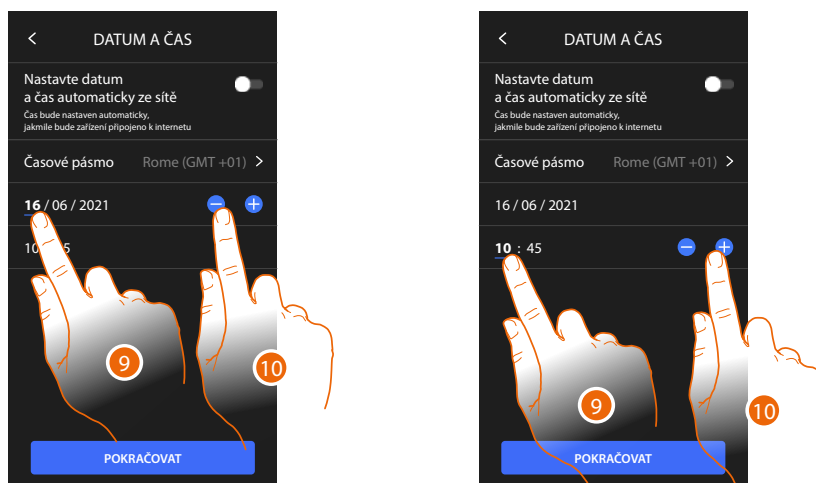 DATUM A ČAS
Nastavte datum
a čas automaticky ze sítě
Čas bude nastaven automaticky,
jakmile bude zařízení připojeno k internetu
Časové pásmo Rome (GMT +01)
16 / 06 / 2021
10 5
9
10
POKRAČOVAT
DATUM A ČAS
Nastavte datum
a čas automaticky ze sítě
Čas bude nastaven automaticky,
jakmile bude zařízení připojeno k internetu
Časové pásmo Rome (GMT +01)
16 / 06 / 2021
10 : 45
9
10
POKRAČOVAT